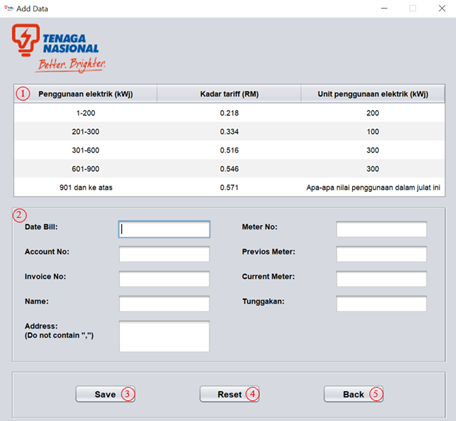 Add Data
TENAGA
NASIONAL
Better. Brighter.
1 Penggunaan elektrik (kWj) Kadar tariff (RM) Unit penggunaan elektrik (kWj)
1-200 0.218 200
201-300 0.334 100
301-600 0.516 300
601-900 0.546 300
901 dan ke atas 0.571 Apa-apa nilai penggunaan dalam julat ini
2
Date Bill: Meter No:
Account No: Previos Meter:
Invoice No: Current Meter:
Name: Tunggakan:
Address:
(Do not contain ",")
Save 3 Reset 4 Back 5